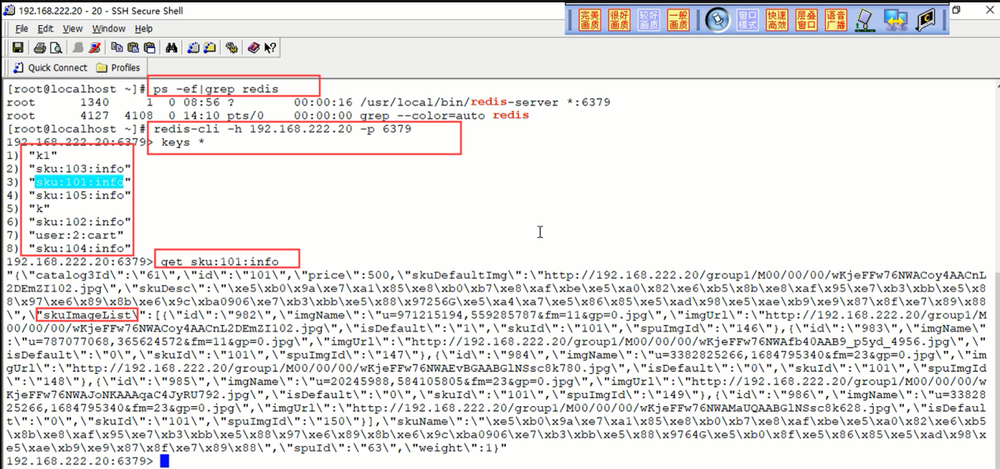 192.168.222.20 - 20 - SSH Secure Shell
完美画质 很好画质 较好画质 一般画质 窗口模式 快速高效 层叠窗口 语音广播
File Edit View Window Help
Quick Connect Profiles
[root@localhost ~]# ps -ef|grep redis
root 1340 1 0 08:56 ? 00:00:16 /usr/local/bin/redis-server *:6379
root 4127 4108 0 14:10 pts/0 00:00:00 grep --color=auto redis
[root@localhost ~]# redis-cli -h 192.168.222.20 -p 6379
192.168.222.20:6379> keys *
1) "k1"
2) "sku:103:info"
3) "sku:101:info"
4) "sku:105:info"
5) "k"
6) "sku:102:info"
7) "user:2:cart"
8) "sku:104:info"
192.168.222.20:6379> get sku:101:info
"{\"catalog3Id\":\"61\",\"id\":\"101\",\"price\":500,\"skuDefaultImg\":\"http://192.168.222.20/group1/M00/00/00/wKjeFFw76NWACoy4AACnL
2DEmZI102.jpg\",\"skuDesc\":\"\xe5\xb0\x9a\xe7\xa1\x85\xe8\xb0\xb7\xe8\xaf\xbe\xe5\xa0\x82\xe6\xb5\x8b\xe8\xaf\x95\xe7\xb3\xbb\xe5\x8
8\x97\xe6\x89\x8b\xe6\x9c\xba0906\xe7\xb3\xbb\xe5\x88\x97256G\xe5\xa4\xa7\xe5\x86\x85\xe5\xad\x98\xe5\xae\xb9\xe9\x87\x8f\xe7\x89\x88
\",\"skuImageList\":[{\"id\":\"982\",\"imgName\":\"u=971215194,559285787&fm=11&gp=0.jpg\",\"imgUrl\":\"http://192.168.222.20/group1/M
00/00/00/wKjeFFw76NWACoy4AACnL2DEmZI102.jpg\",\"isDefault\":\"1\",\"skuId\":\"101\",\"spuImgId\":\"146\"},{\"id\":\"983\",\"imgName\"
:\"u=787077068,365624572&fm=11&gp=0.jpg\",\"imgUrl\":\"http://192.168.222.20/group1/M00/00/00/wKjeFFw76NWAfb40AAB9_p5yd_4956.jpg\",\"
isDefault\":\"0\",\"skuId\":\"101\",\"spuImgId\":\"147\"},{\"id\":\"984\",\"imgName\":\"u=3382825266,1684795340&fm=23&gp=0.jpg\",\"im
gUrl\":\"http://192.168.222.20/group1/M00/00/00/wKjeFFw76NWAEvBGAABGlNSsc8k780.jpg\",\"isDefault\":\"0\",\"skuId\":\"101\",\"spuImgId
\":\"148\"},{\"id\":\"985\",\"imgName\":\"u=20245988,584105805&fm=23&gp=0.jpg\",\"imgUrl\":\"http://192.168.222.20/group1/M00/00/00/w
KjeFFw76NWAJoNKAAAqaC4JyRU792.jpg\",\"isDefault\":\"0\",\"skuId\":\"101\",\"spuImgId\":\"149\"},{\"id\":\"986\",\"imgName\":\"u=3382
825266,1684795340&fm=23&gp=0.jpg\",\"imgUrl\":\"http://192.168.222.20/group1/M00/00/00/wKjeFFw76NWAMaUQAABGlNSsc8k628.jpg\",\"isDefaul
t\":\"0\",\"skuId\":\"101\",\"spuImgId\":\"150\"}],\"skuName\":\"\xe5\xb0\x9a\xe7\xa1\x85\xe8\xb0\xb7\xe8\xaf\xbe\xe5\xa0\x82\xe6\xb5
\x8b\xe8\xaf\x95\xe7\xb3\xbb\xe5\x88\x97\xe6\x89\x8b\xe6\x9c\xba0906\xe7\xb3\xbb\xe5\x88\x9764G\xe5\xb0\x8f\xe5\x86\x85\xe5\xad\x98\x
e5\xae\xb9\xe9\x87\x8f\xe7\x89\x88\",\"spuId\":\"63\",\"weight\":1}"
192.168.222.20:6379>